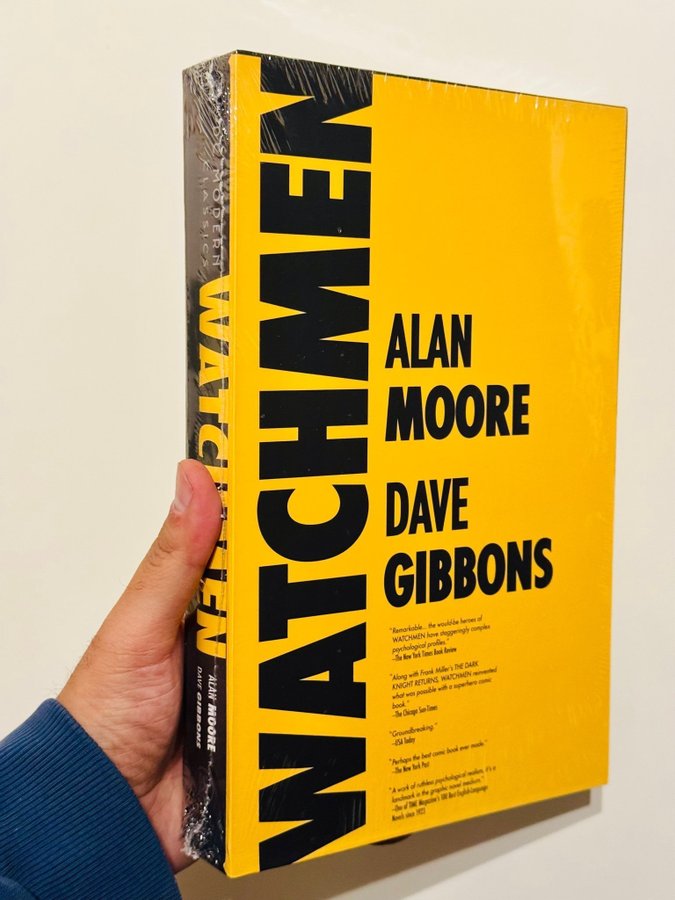 DC MODERN CLASSICS
WATCHMEN
ALAN MOORE
DAVE GIBBONS
WATCHMEN
ALAN
MOORE
DAVE
GIBBONS
"Remarkable... the would-be heroes of
WATCHMEN have staggeringly complex
psychological profiles."
—The New York Times Book Review
"Along with Frank Miller's THE DARK
KNIGHT RETURNS, WATCHMEN reinvented
what was possible with a superhero comic
book."
—The Chicago Sun-Times
"Groundbreaking."
—USA Today
"Perhaps the best comic book ever made."
—The New York Post
"A work of ruthless psychological realism, it's a
landmark in the graphic novel medium."
—One of TIME Magazine's 100 Best English-Language
Novels since 1923